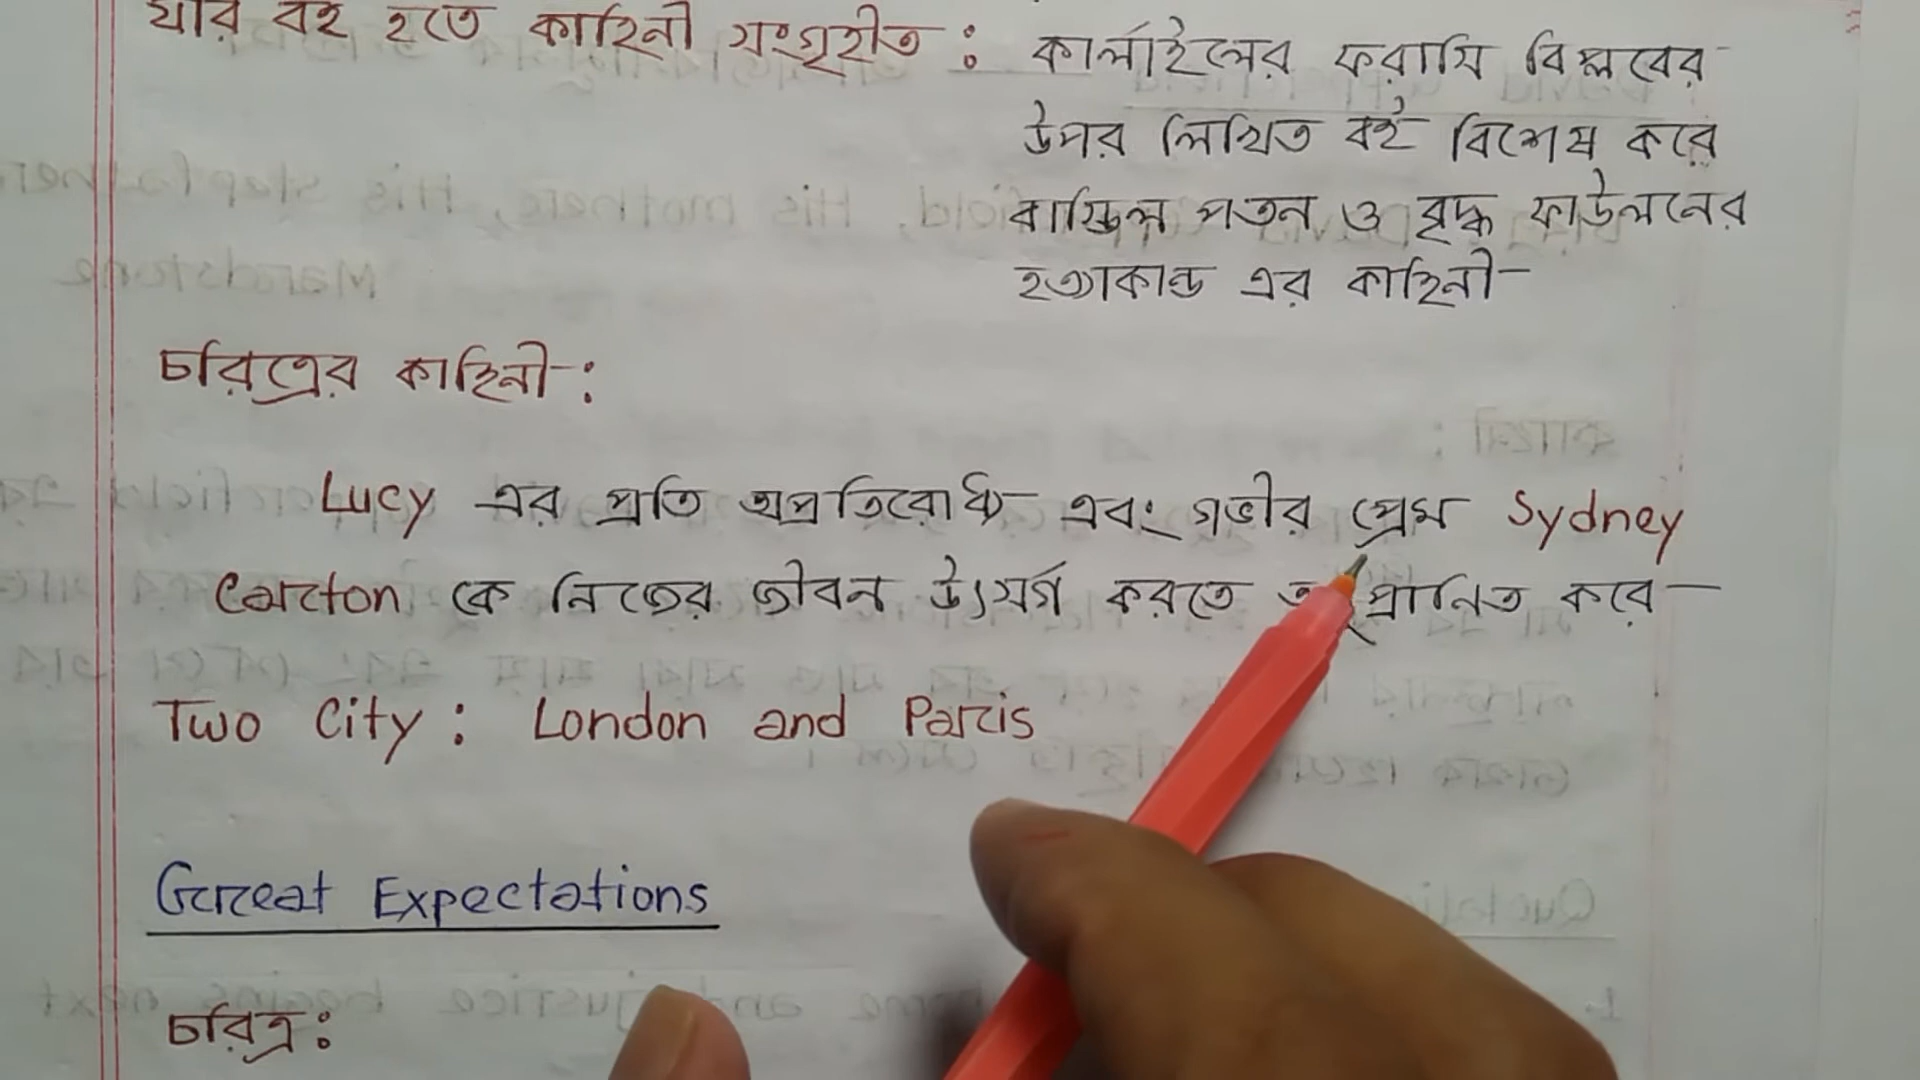 যার বই হতে কাহিনী সংগৃহীত : কার্লাইলের ফরাসি বিপ্লবের
উপর লিখিত বই বিশেষ করে
বাস্তিল পতন ও বৃদ্ধ ফাউলনের
হত্যাকান্ড এর কাহিনী
চরিত্রের কাহিনী :
Lucy এর প্রতি অপ্রতিরোধ্য এবং গভীর প্রেম Sydney
Carton কে নিজের জীবন উৎসর্গ করতে করে
Two City : London and Paris
Great Expectations
চরিত্র :